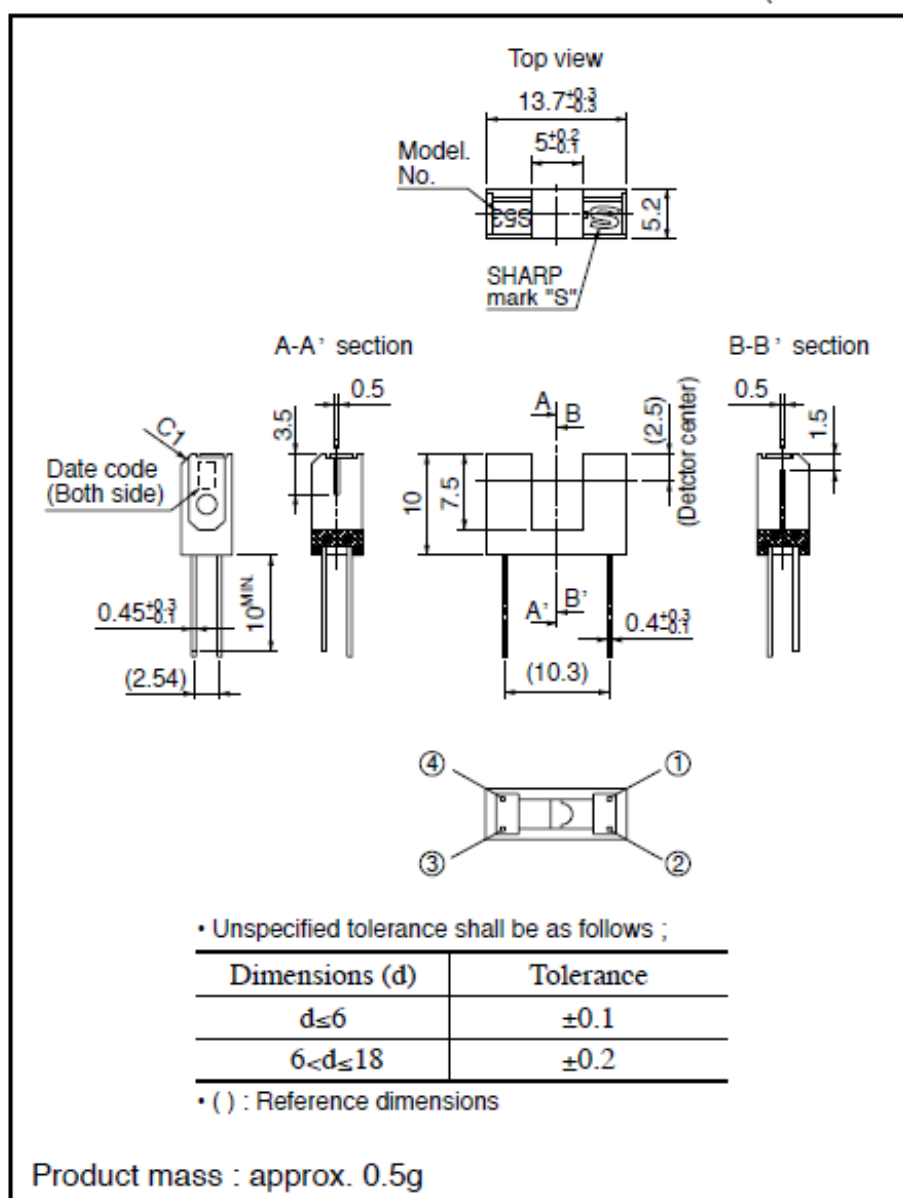 Top view
13.7+0.3 -0.3
5+0.2 -0.1
Model.
No.
S53
S
5.2
SHARP
mark "S"
A-A' section
B-B' section
0.5
3.5
C1
Date code
(Both side)
A
B
(2.5)
(Detctor center)
0.5
1.5
10
7.5
0.45+0.3 -0.1
10MIN.
(2.54)
A'
B'
0.4+0.3 -0.1
(10.3)
④
①
③
②
• Unspecified tolerance shall be as follows ;
Dimensions (d) Tolerance
d≤6 ±0.1
6<d≤18 ±0.2
• ( ) : Reference dimensions
Product mass : approx. 0.5g